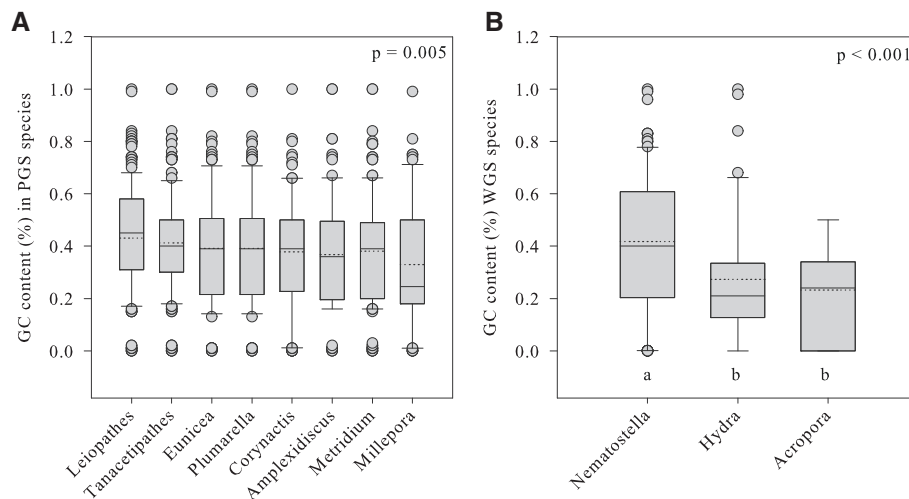 A
GC content (%) in PGS species
1.2
1.0
0.8
0.6
0.4
0.2
0.0
p = 0.005
Leiopathes
Tanacetipathes
Eunicea
Plumarella
Corynactis
Amplexidiscus
Metridium
Millepora
B
GC content (%) WGS species
1.2
1.0
0.8
0.6
0.4
0.2
0.0
p < 0.001
a
b
b
Nematostella
Hydra
Acropora